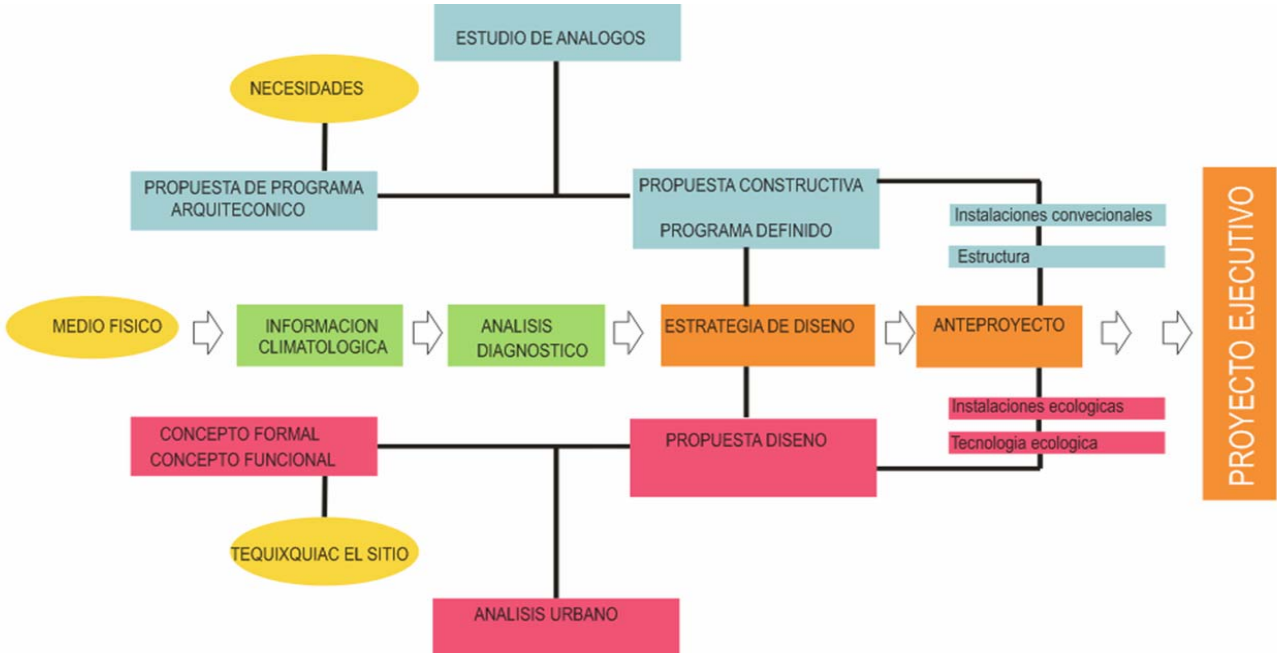 ESTUDIO DE ANALOGOS
NECESIDADES
PROPUESTA DE PROGRAMA
ARQUITECONICO
PROPUESTA CONSTRUCTIVA
PROGRAMA DEFINIDO
Instalaciones convecionales
Estructura
MEDIO FISICO
INFORMACION
CLIMATOLOGICA
ANALISIS
DIAGNOSTICO
ESTRATEGIA DE DISENO
ANTEPROYECTO
PROYECTO EJECUTIVO
CONCEPTO FORMAL
CONCEPTO FUNCIONAL
PROPUESTA DISENO
Instalaciones ecologicas
Tecnologia ecologica
TEQUIXQUIAC EL SITIO
ANALISIS URBANO